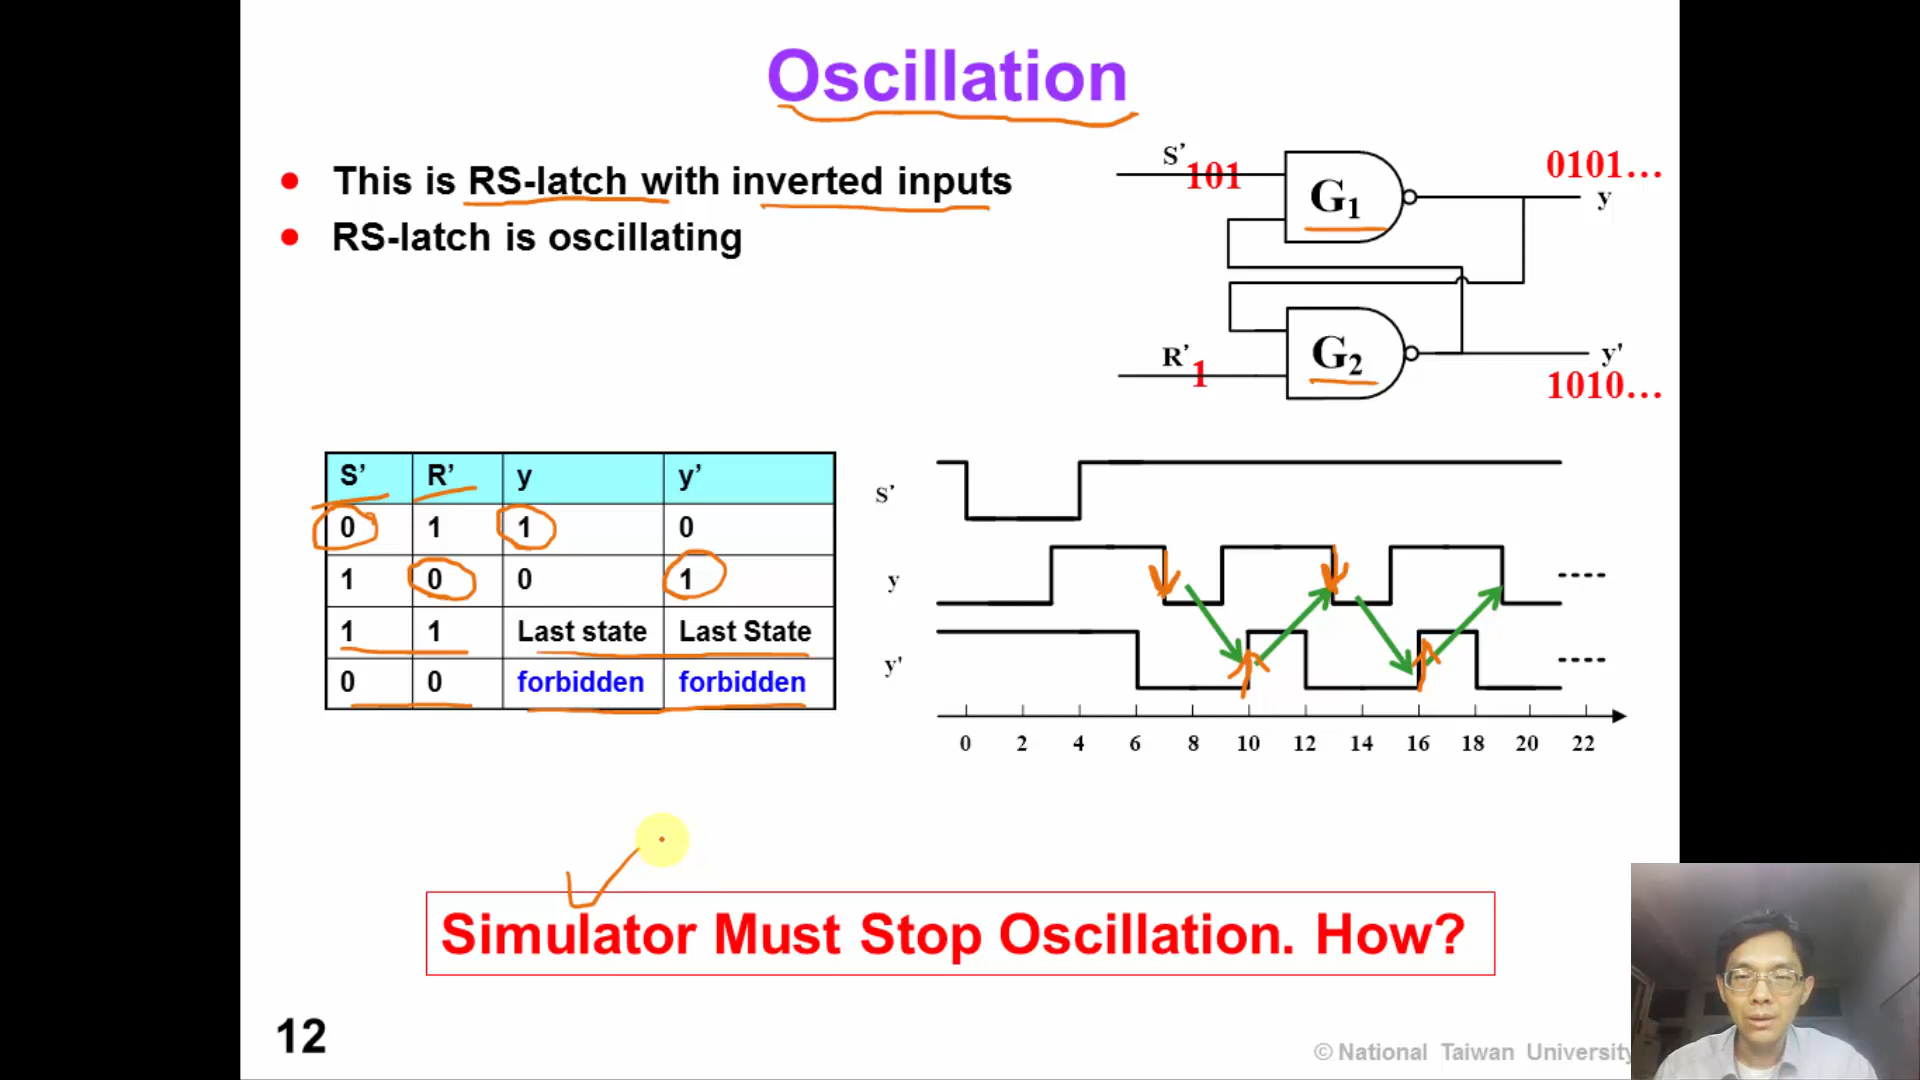 Oscillation
This is RS-latch with inverted inputs
RS-latch is oscillating
S’
101
G1
0101…
y
R’
1
G2
y'
1010…
S’ R’ y y’
0 1 1 0
1 0 0 1
1 1 Last state Last State
0 0 forbidden forbidden
S’
y
y'
0 2 4 6 8 10 12 14 16 18 20 22
Simulator Must Stop Oscillation. How?
12
© National Taiwan University